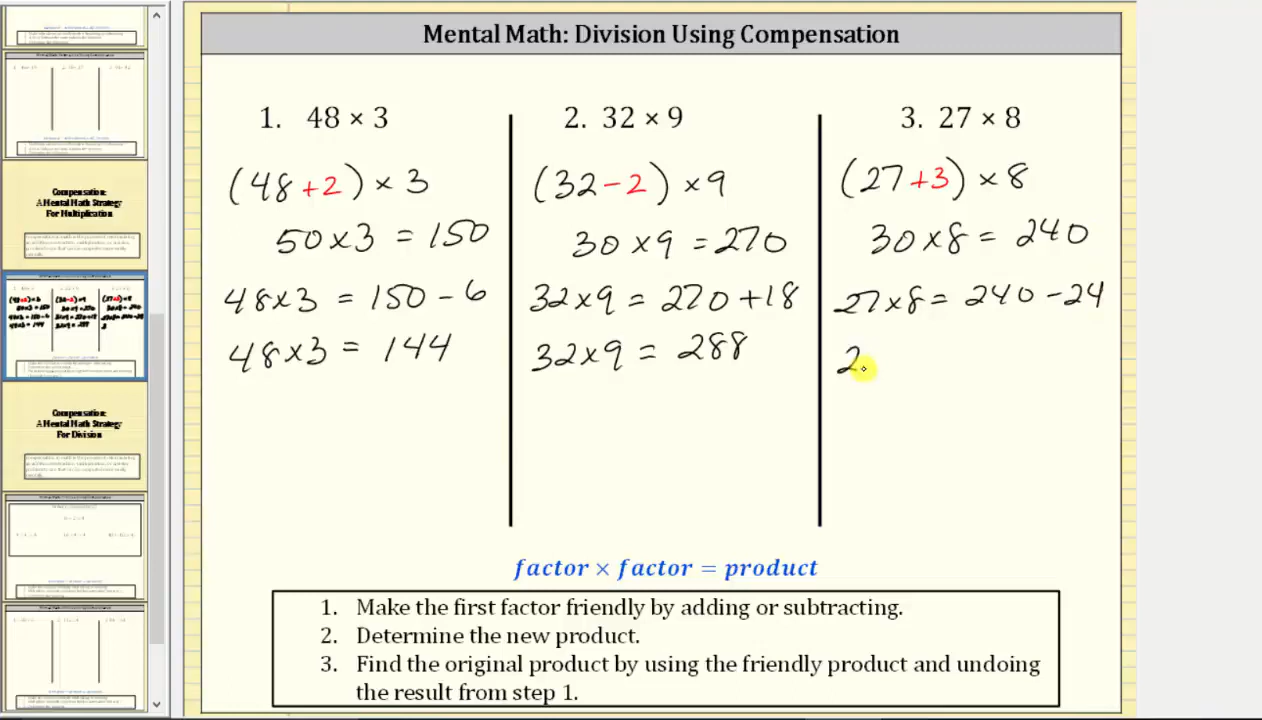 Mental Math: Division Using Compensation
1. 48 × 3
(48 +2) × 3
50 × 3 = 150
48 × 3 = 150 - 6
48 × 3 = 144
2. 32 × 9
(32 - 2) × 9
30 × 9 = 270
32 × 9 = 270 + 18
32 × 9 = 288
3. 27 × 8
(27 +3) × 8
30 × 8 = 240
27 × 8 = 240 - 24
2
factor × factor = product
1. Make the first factor friendly by adding or subtracting.
2. Determine the new product.
3. Find the original product by using the friendly product and undoing
the result from step 1.
Compensation:
A Mental Math Strategy
For Multiplication
Compensation:
A Mental Math Strategy
For Division